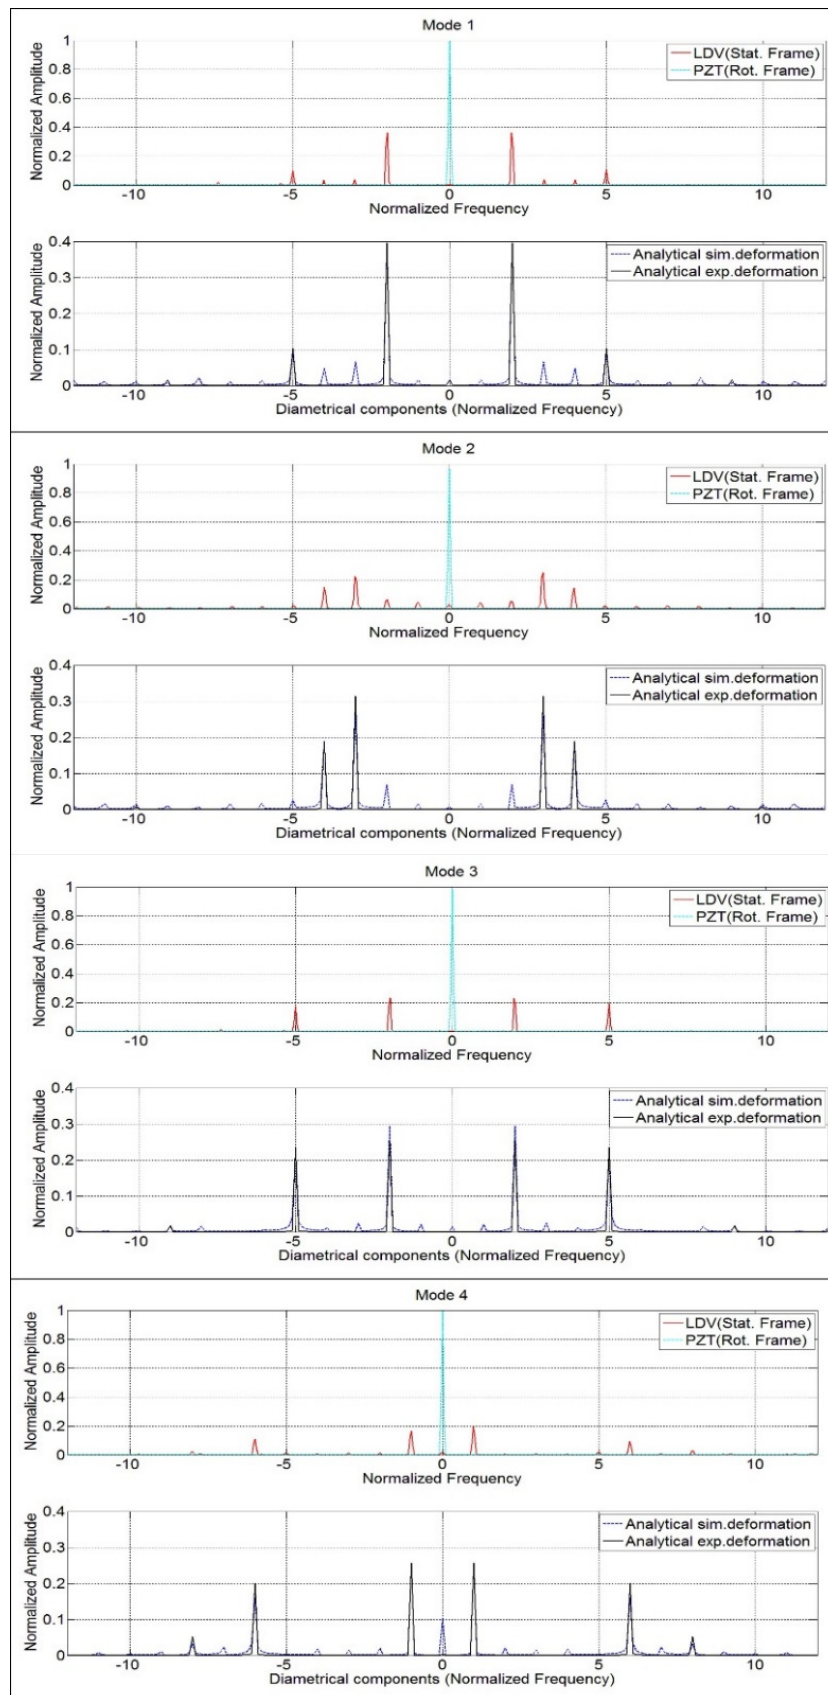 Mode 1
Normalized Amplitude
1
0.8
0.6
0.4
0.2
0
LDV(Stat. Frame)
PZT(Rot. Frame)
-10 -5 0 5 10
Normalized Frequency
Normalized Amplitude
0.4
0.3
0.2
0.1
0
Analytical sim.deformation
Analytical exp.deformation
-10 -5 0 5 10
Diametrical components (Normalized Frequency)
Mode 2
Normalized Amplitude
1
0.8
0.6
0.4
0.2
0
LDV(Stat. Frame)
PZT(Rot. Frame)
-10 -5 0 5 10
Normalized Frequency
Normalized Amplitude
0.4
0.3
0.2
0.1
0
Analytical sim.deformation
Analytical exp.deformation
-10 -5 0 5 10
Diametrical components (Normalized Frequency)
Mode 3
Normalized Amplitude
1
0.8
0.6
0.4
0.2
0
LDV(Stat. Frame)
PZT(Rot. Frame)
-10 -5 0 5 10
Normalized Frequency
Normalized Amplitude
0.4
0.3
0.2
0.1
0
Analytical sim.deformation
Analytical exp.deformation
-10 -5 0 5 10
Diametrical components (Normalized Frequency)
Mode 4
Normalized Amplitude
1
0.8
0.6
0.4
0.2
0
LDV(Stat. Frame)
PZT(Rot. Frame)
-10 -5 0 5 10
Normalized Frequency
Normalized Amplitude
0.4
0.3
0.2
0.1
0
Analytical sim.deformation
Analytical exp.deformation
-10 -5 0 5 10
Diametrical components (Normalized Frequency)